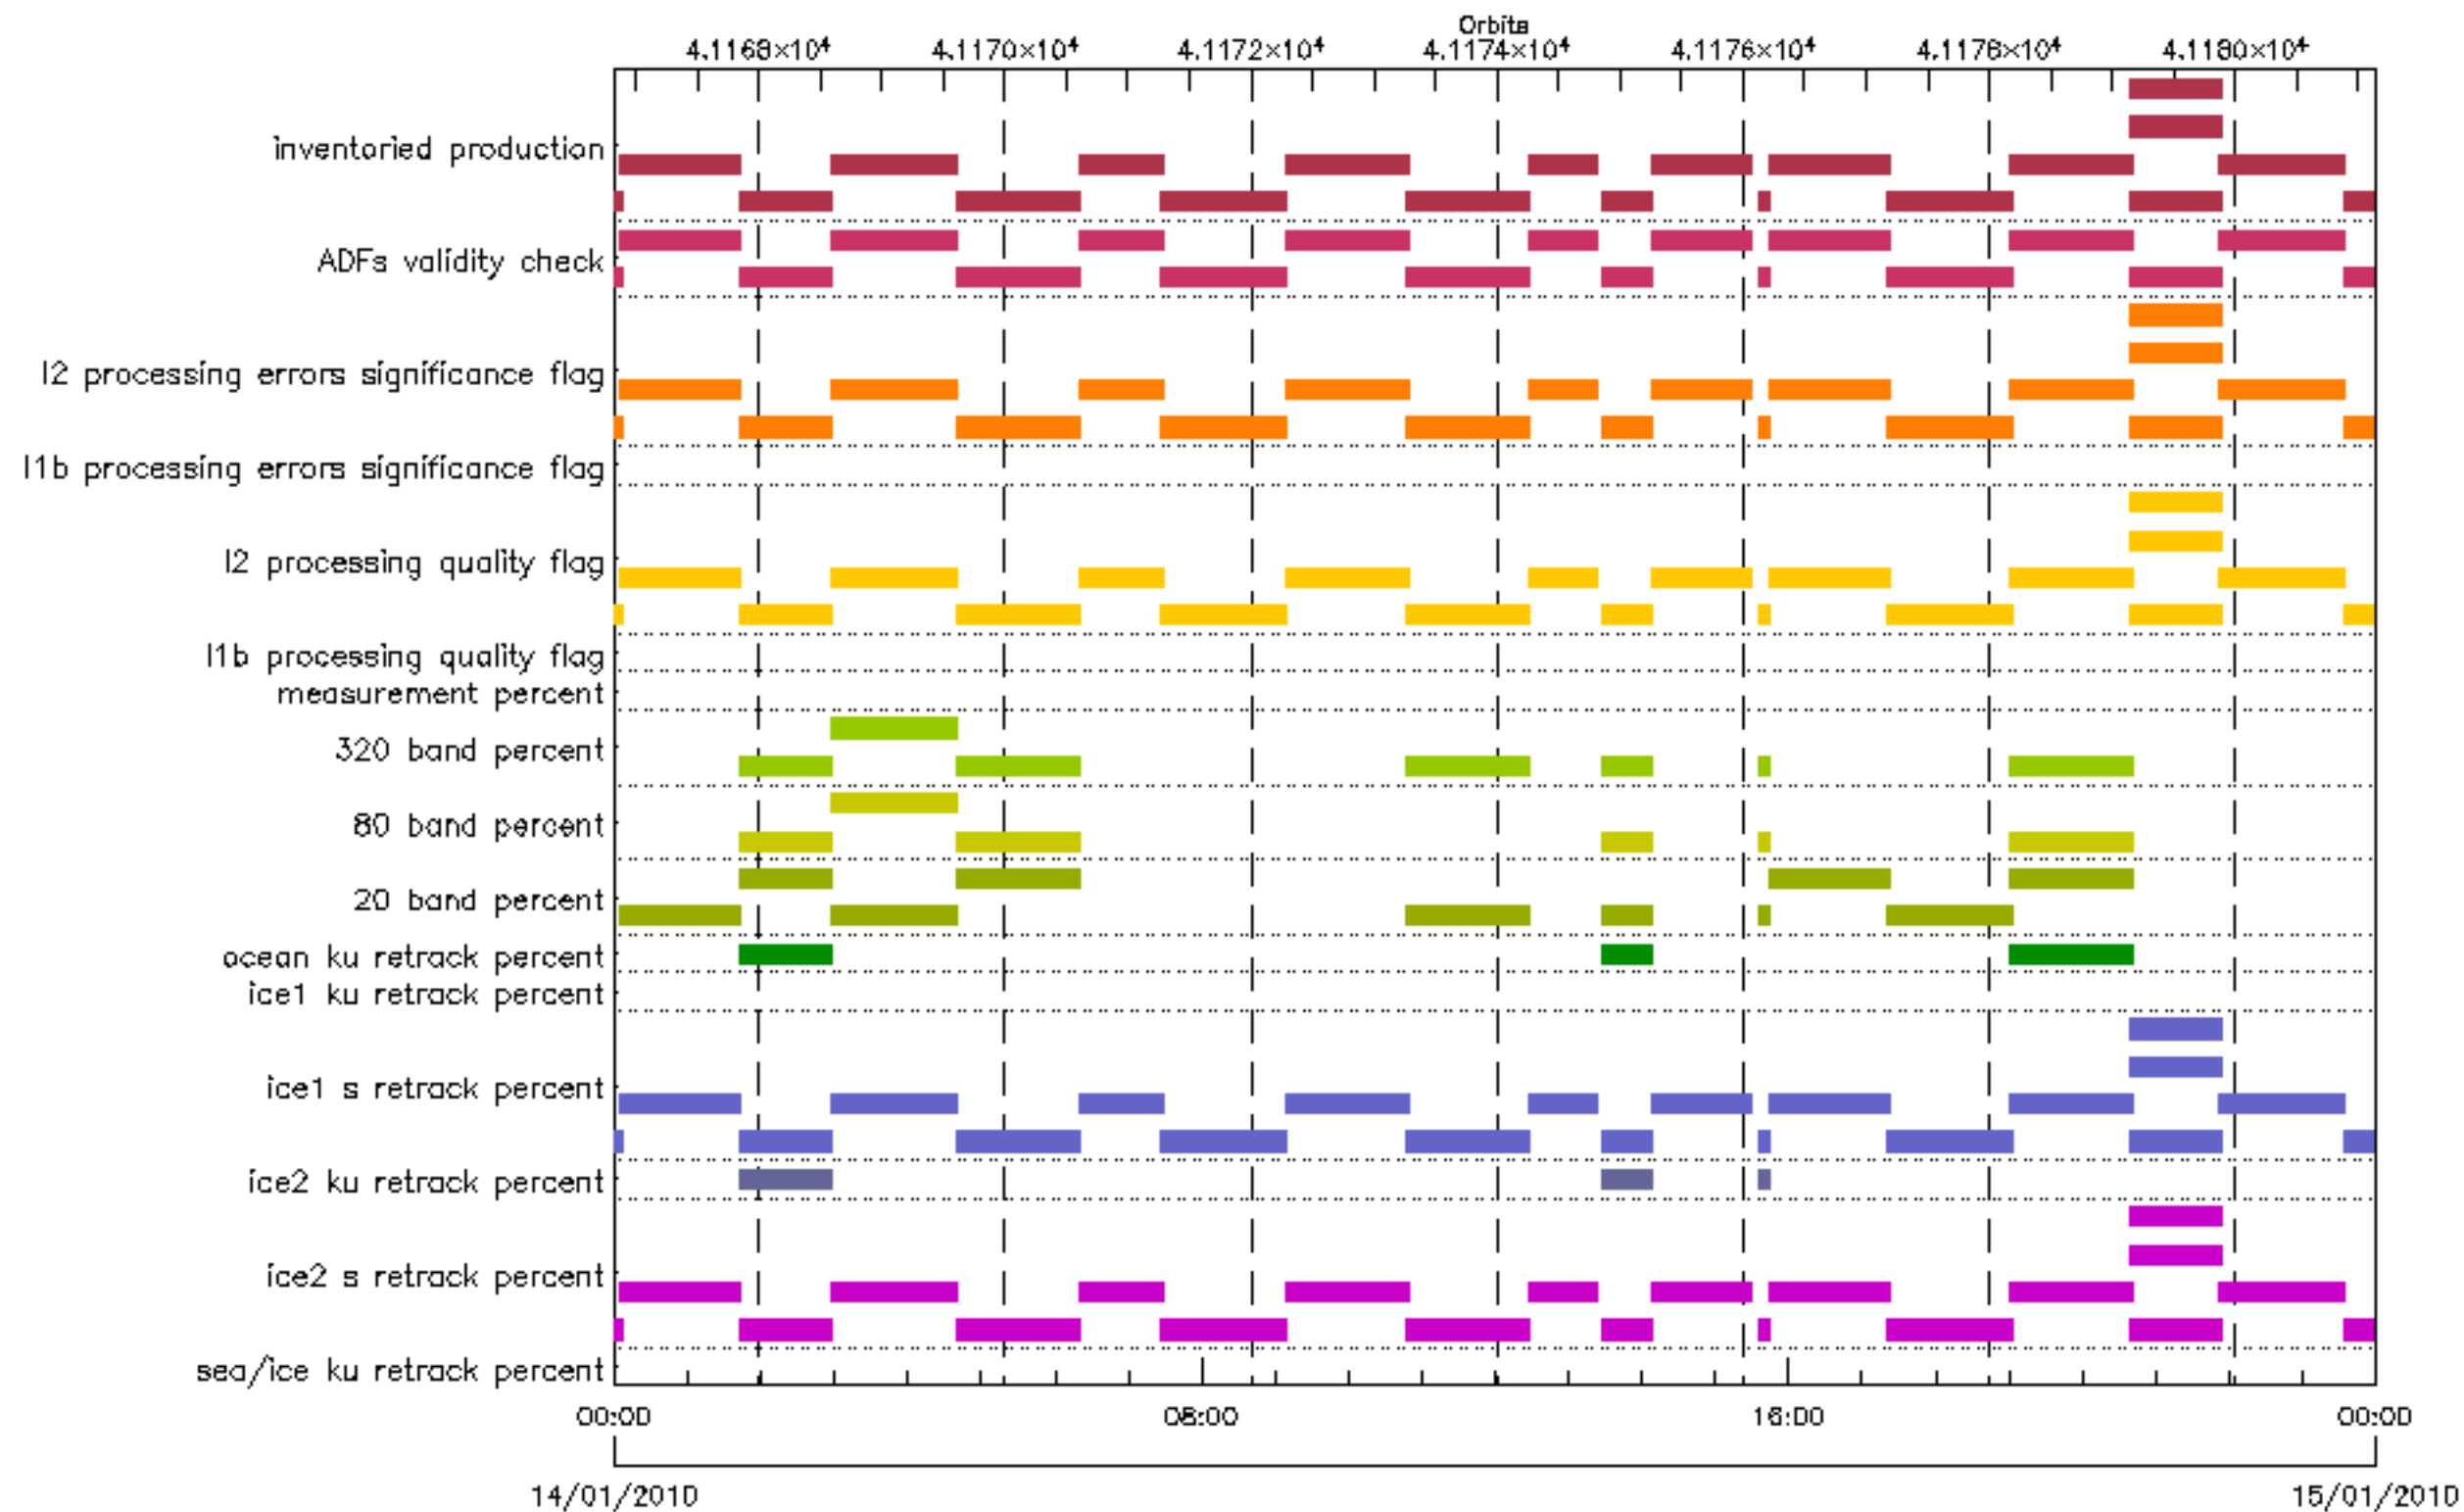 Orbits
4.1168×10⁴ 4.1170×10⁴ 4.1172×10⁴ 4.1174×10⁴ 4.1176×10⁴ 4.1178×10⁴ 4.1180×10⁴
inventoried production
ADFs validity check
l2 processing errors significance flag
l1b processing errors significance flag
l2 processing quality flag
l1b processing quality flag
measurement percent
320 band percent
80 band percent
20 band percent
ocean ku retrack percent
ice1 ku retrack percent
ice1 s retrack percent
ice2 ku retrack percent
ice2 s retrack percent
sea/ice ku retrack percent
00:00 08:00 16:00 00:00
14/01/2010 15/01/2010